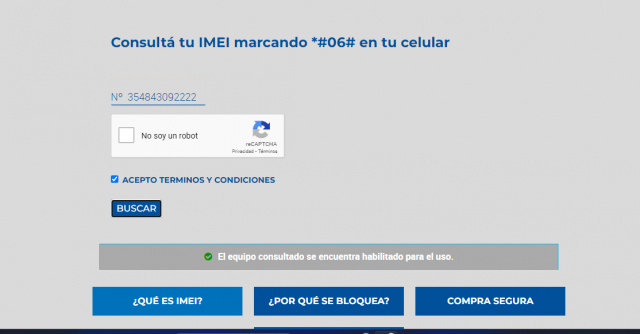 Consultá tu IMEI marcando *#06# en tu celular
Nº 354843092222
No soy un robot
reCAPTCHA
Privacidad - Términos
ACEPTO TERMINOS Y CONDICIONES
BUSCAR
El equipo consultado se encuentra habilitado para el uso.
¿QUÉ ES IMEI? ¿POR QUÉ SE BLOQUEA? COMPRA SEGURA